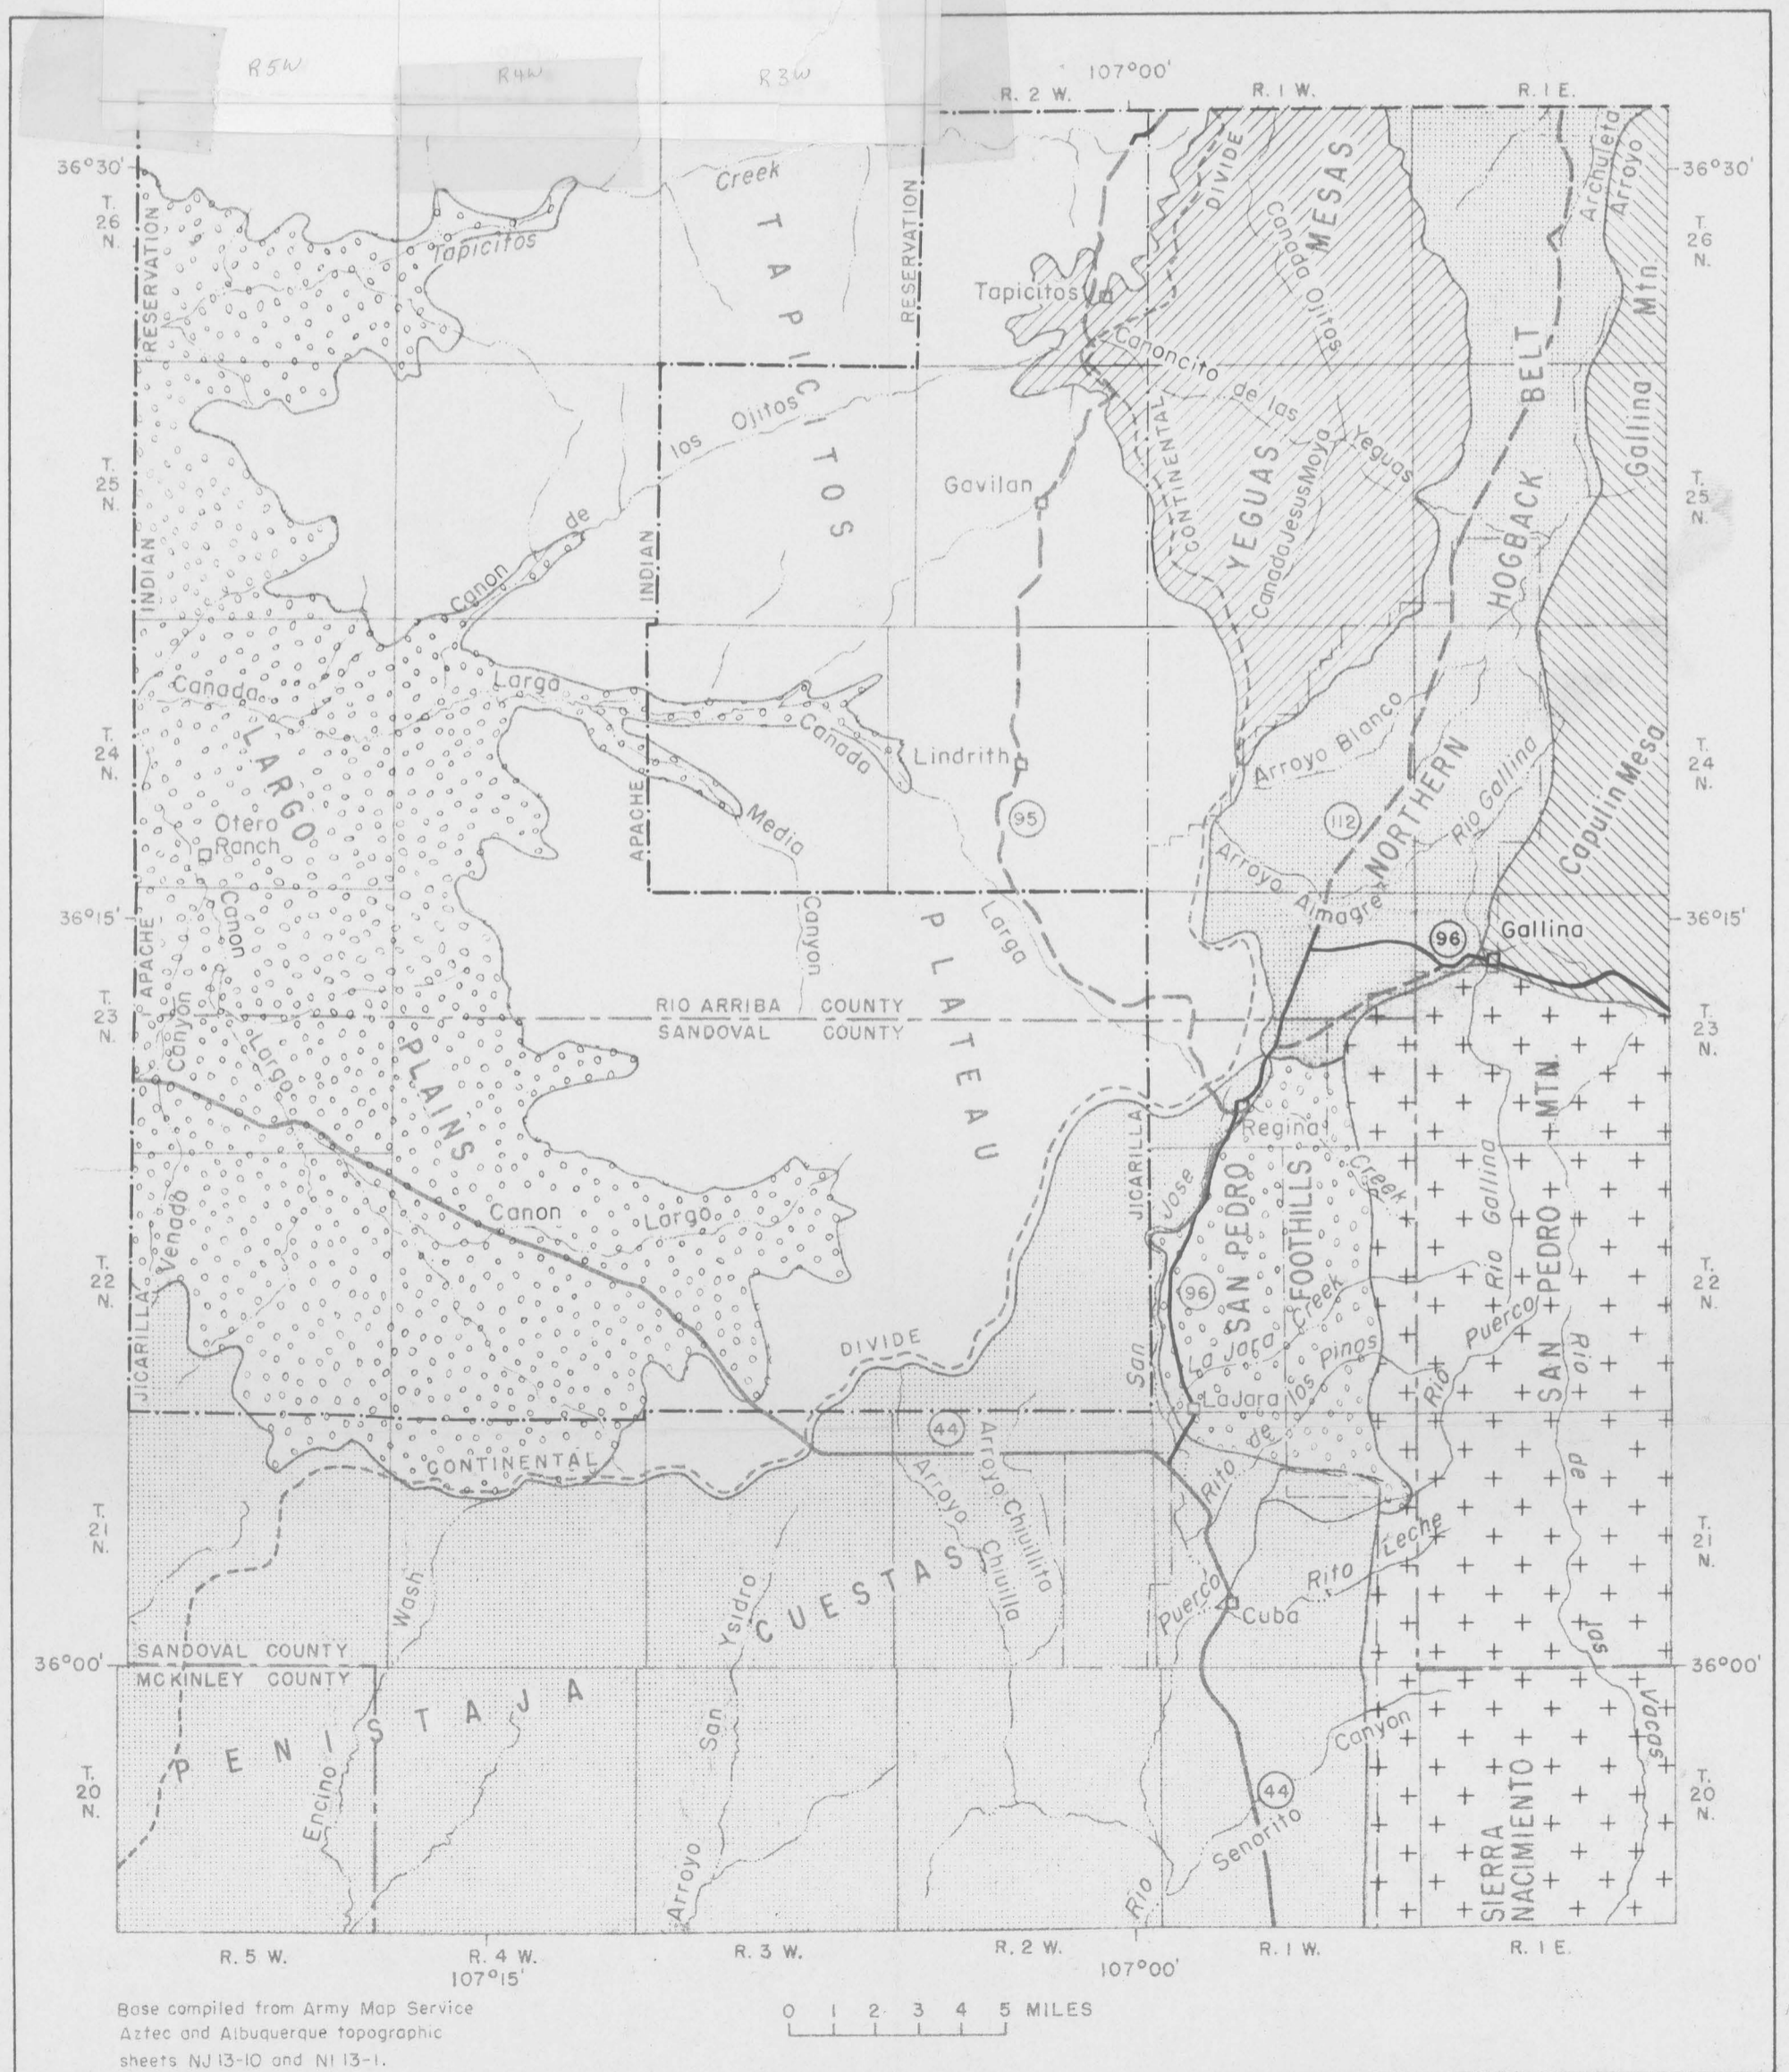 R5W
R4W
R3W
107°00'
R. 2 W.
R. 1 W.
R. 1 E.
36°30'
36°30'
T. 26 N.
T. 26 N.
RESERVATION
RESERVATION
Creek
Tapicitos
TAPICITOS
DIVIDE
MESAS
Canada Ojitos
Archuleta
Arroyo
Tapicitos
Gallina Mtn.
Canoncito de las Yeguas
los Ojitos
CONTINENTAL
BELT
T. 25 N.
T. 25 N.
Gavilan
YEGUAS
Canada Jesus Moya
HOGBACK
INDIAN
INDIAN
Canon de
Canada
Larga
LARGO
Canada
Lindrith
Arroyo Blanco
Rio Gallina
Capulin Mesa
T. 24 N.
T. 24 N.
APACHE
Otero
Ranch
Media
95
112
NORTHERN
Arroyo Almagre
36°15'
36°15'
APACHE
Canon
Canyon
Larga
PLATEAU
96
Gallina
T. 23 N.
T. 23 N.
RIO ARRIBA COUNTY
SANDOVAL COUNTY
Canyon
Largo
PLAINS
SAN PEDRO MTN.
Regina
JICARILLA
Jose
SAN PEDRO
FOOTHILLS
Creek
Gallina
Canon Largo
Venado
T. 22 N.
T. 22 N.
96
Rio
JICARILLA
DIVIDE
La Jara Creek
Puerco
San
Pinos
Rio
Rio
La Jara
los
de
44
Rito
CONTINENTAL
Arroyo Chiuillito
Arroyo
Chiuilla
de
T. 21 N.
T. 21 N.
Leche
Rito
Wash
Ysidro
CUESTAS
Puerco
Cuba
las
SANDOVAL COUNTY
36°00'
36°00'
MCKINLEY COUNTY
PENISTAJA
San
Canyon
Vacas
T. 20 N.
T. 20 N.
Encino
44
Senorito
SIERRA
NACIMIENTO
Arroyo
Rio
R. 5 W.
R. 4 W.
R. 3 W.
R. 2 W.
R. 1 W.
R. 1 E.
107°15'
107°00'
Base compiled from Army Map Service
Aztec and Albuquerque topographic
sheets NJ 13-10 and NI 13-1.
0 1 2 3 4 5 MILES